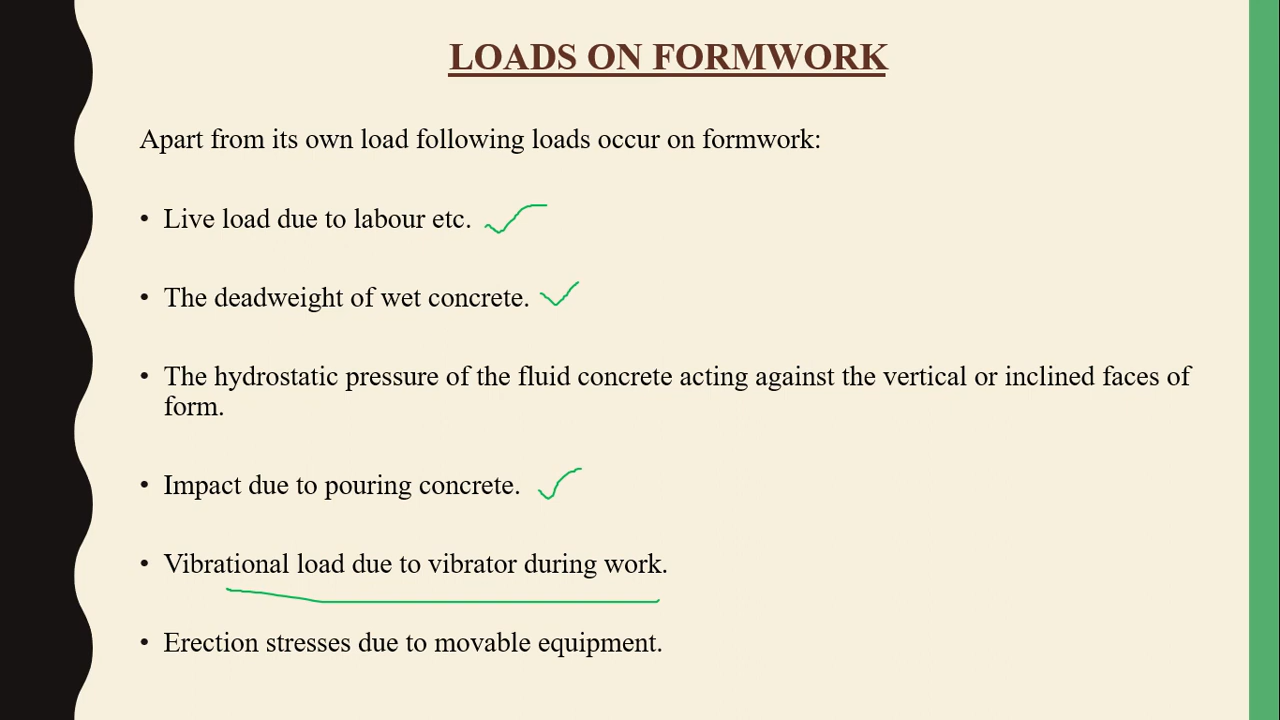 LOADS ON FORMWORK
Apart from its own load following loads occur on formwork:
• Live load due to labour etc.
• The deadweight of wet concrete.
• The hydrostatic pressure of the fluid concrete acting against the vertical or inclined faces of
form.
• Impact due to pouring concrete.
• Vibrational load due to vibrator during work.
• Erection stresses due to movable equipment.